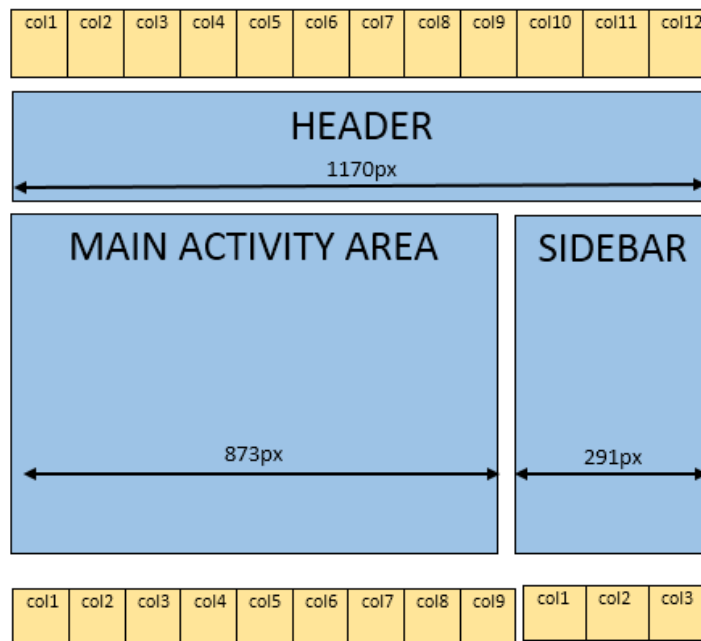 col1 col2 col3 col4 col5 col6 col7 col8 col9 col10 col11 col12
HEADER
1170px
MAIN ACTIVITY AREA
SIDEBAR
873px
291px
col1 col2 col3 col4 col5 col6 col7 col8 col9
col1 col2 col3